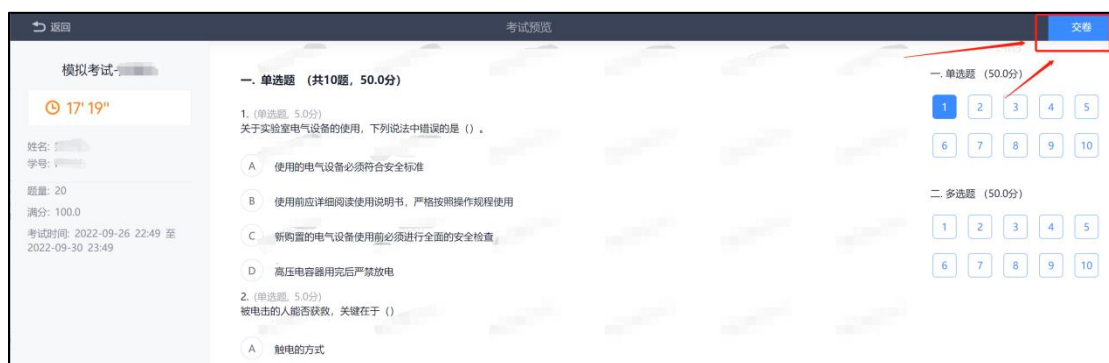 返回
考试预览
交卷
模拟考试-
17' 19"
姓名:
学号:
题量: 20
满分: 100.0
考试时间: 2022-09-26 22:49 至
2022-09-30 23:49
一. 单选题 （共10题，50.0分）
1. (单选题, 5.0分)
关于实验室电气设备的使用，下列说法中错误的是（）。
A 使用的电气设备必须符合安全标准
B 使用前应详细阅读使用说明书，严格按照操作规程使用
C 新购置的电气设备使用前必须进行全面的安全检查
D 高压电容器用完后严禁放电
2. (单选题, 5.0分)
被电击的人能否获救，关键在于（）
A 触电的方式
一. 单选题 （50.0分）
1 2 3 4 5
6 7 8 9 10
二. 多选题 （50.0分）
1 2 3 4 5
6 7 8 9 10